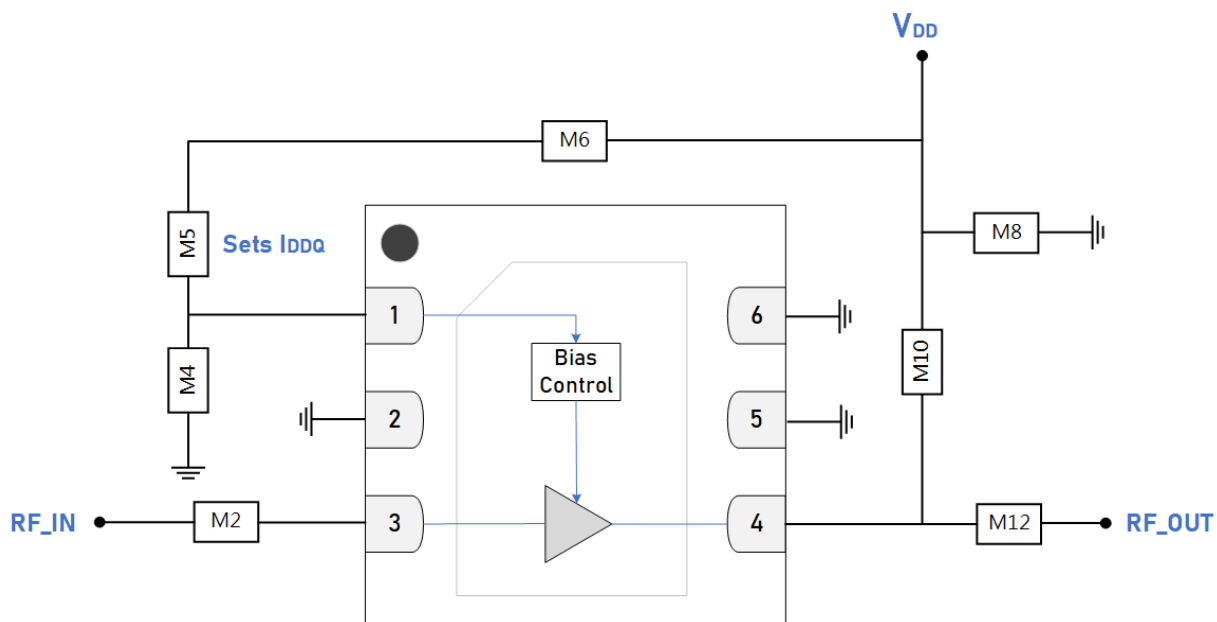 VDD
M6
M5
Sets IDDQ
M8
1
6
Bias
Control
M10
M4
2
5
RF_IN
M2
3
4
M12
RF_OUT